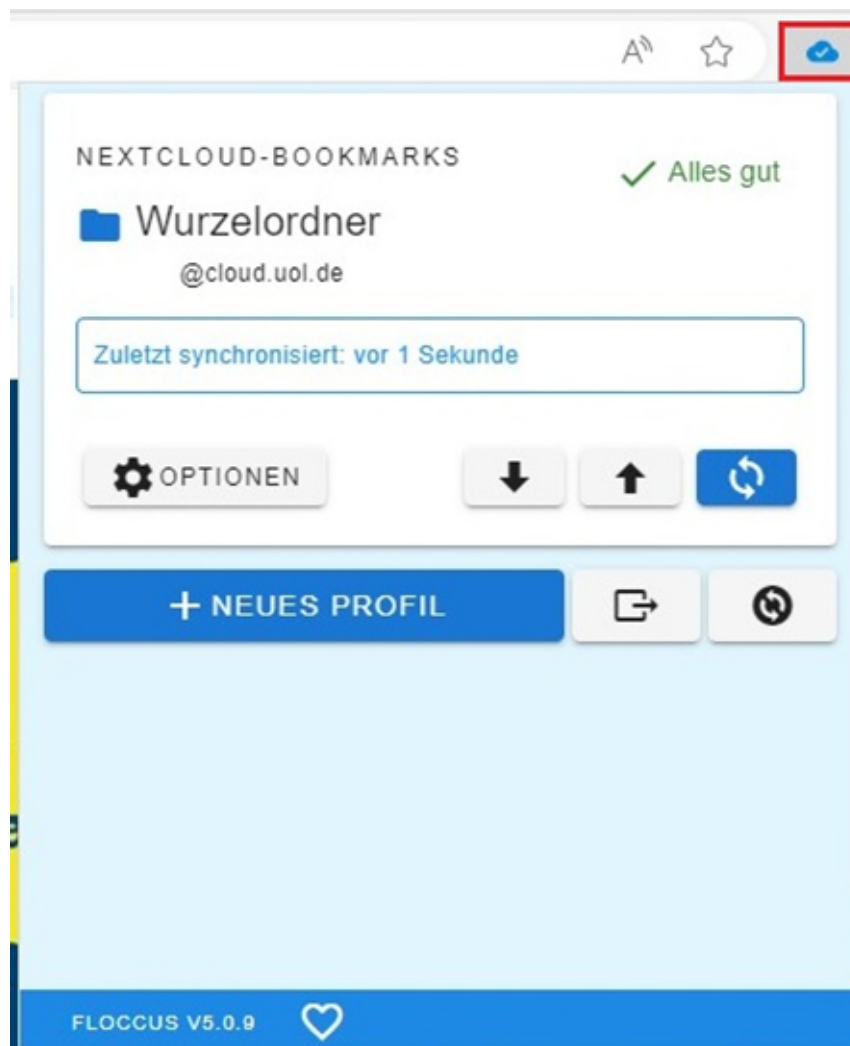 NEXTCLOUD-BOOKMARKS
Alles gut
Wurzelordner
@cloud.uol.de
Zuletzt synchronisiert: vor 1 Sekunde
OPTIONEN
+ NEUES PROFIL
FLOCCUS V5.0.9